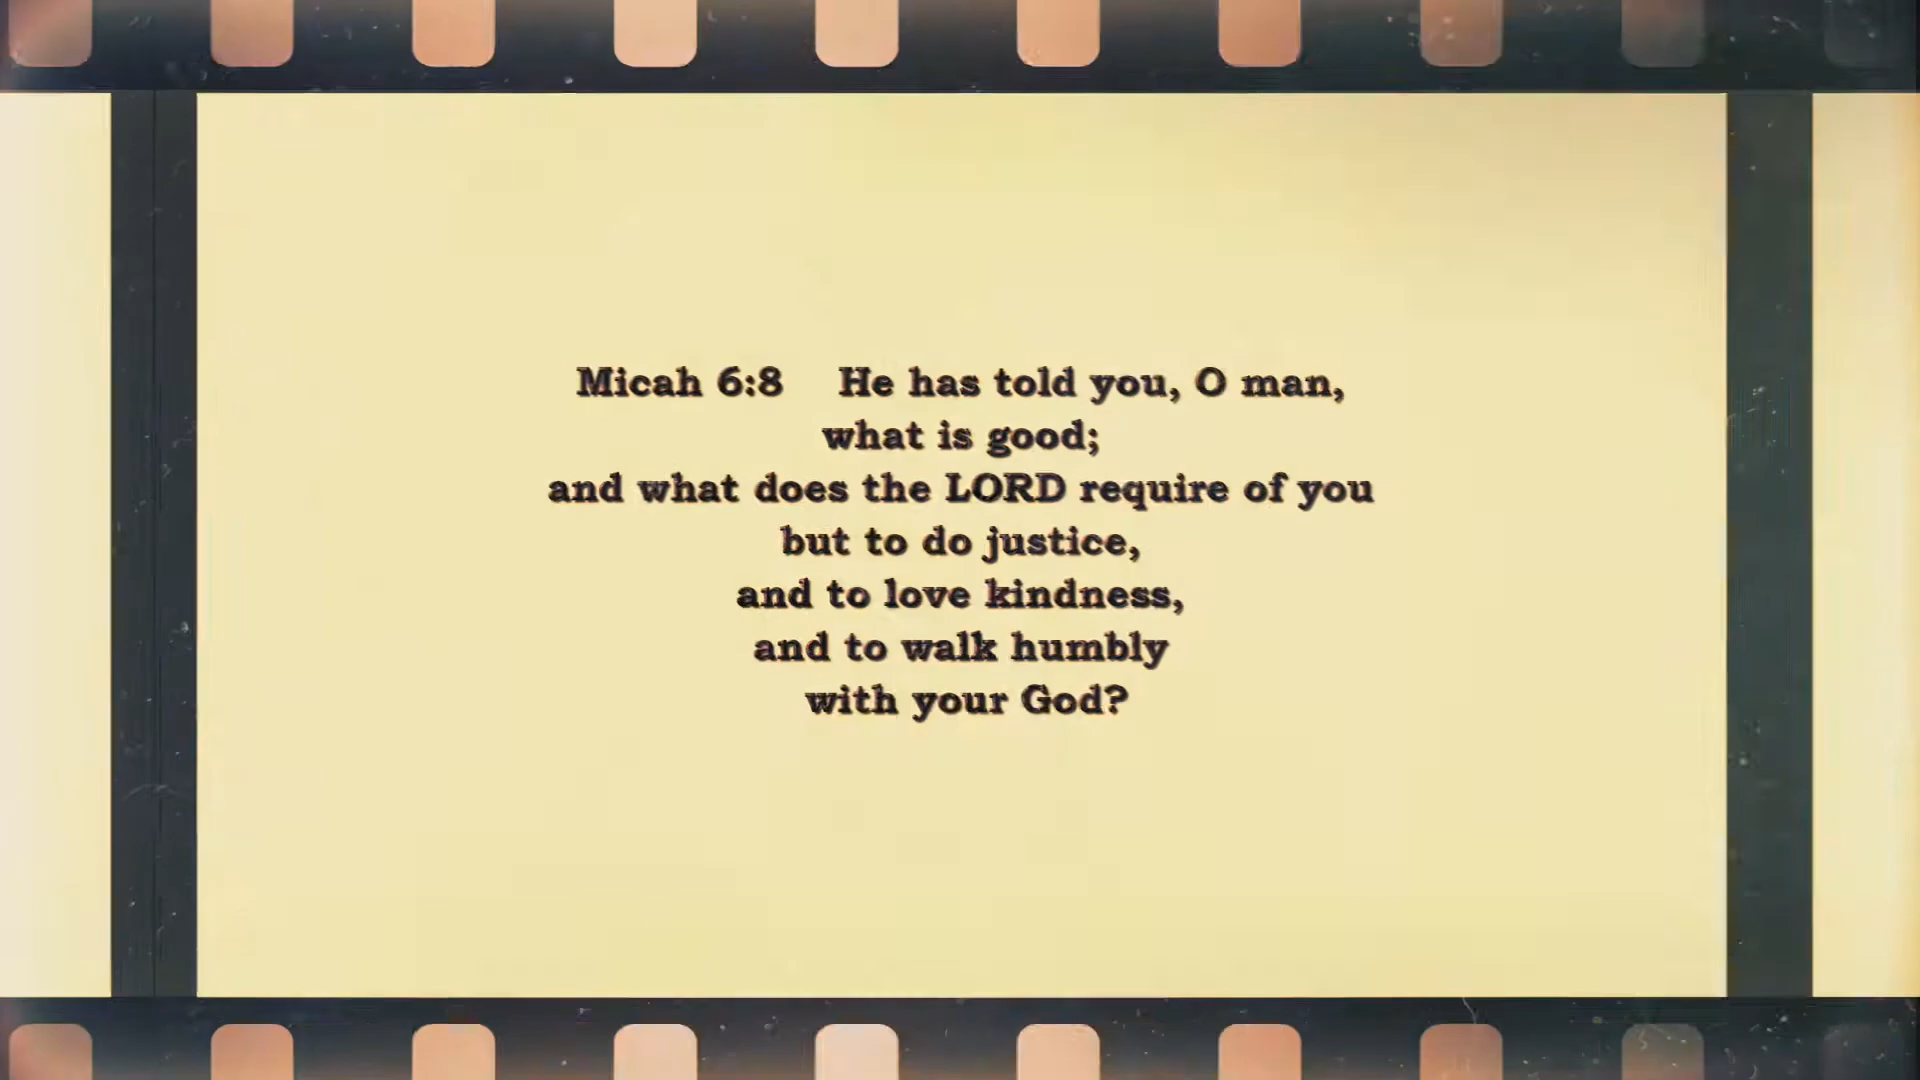 Micah 6:8 He has told you, O man,
what is good;
and what does the LORD require of you
but to do justice,
and to love kindness,
and to walk humbly
with your God?